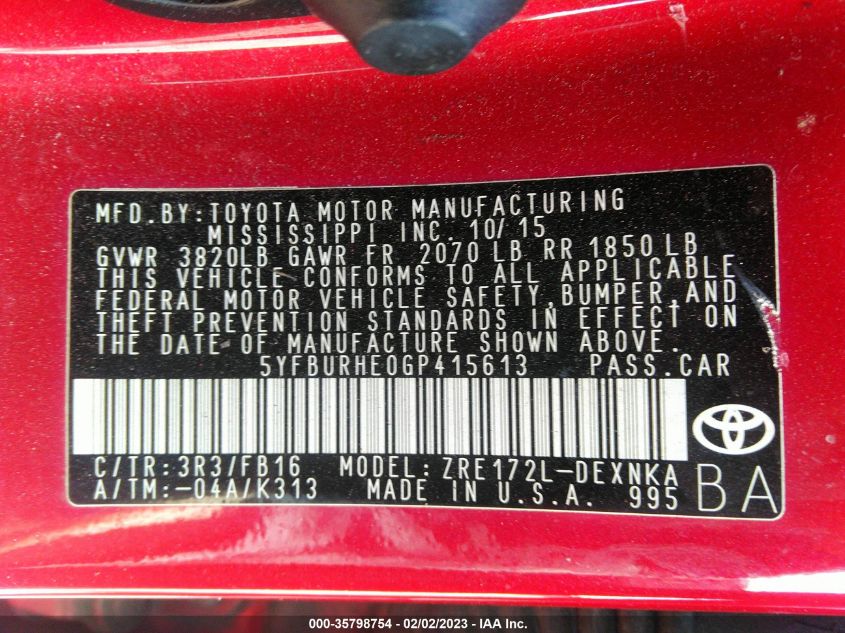 MFD.BY:TOYOTA MOTOR MANUFACTURING
MISSISSIPPI INC. 10/15
GVWR 3820LB GAWR FR 2070 LB RR 1850 LB
THIS VEHICLE CONFORMS TO ALL APPLICABLE
FEDERAL MOTOR VEHICLE SAFETY,BUMPER,AND
THEFT PREVENTION STANDARDS IN EFFECT ON
THE DATE OF MANUFACTURE SHOWN ABOVE.
5YFBURHE0GP415613 PASS.CAR
C/TR:3R3/FB16 MODEL: ZRE172L-DEXNKA
A/TM:-04A/K313 MADE IN U.S.A. 995
BA
000-35798754 / 02/02/2023 - IAA Inc.